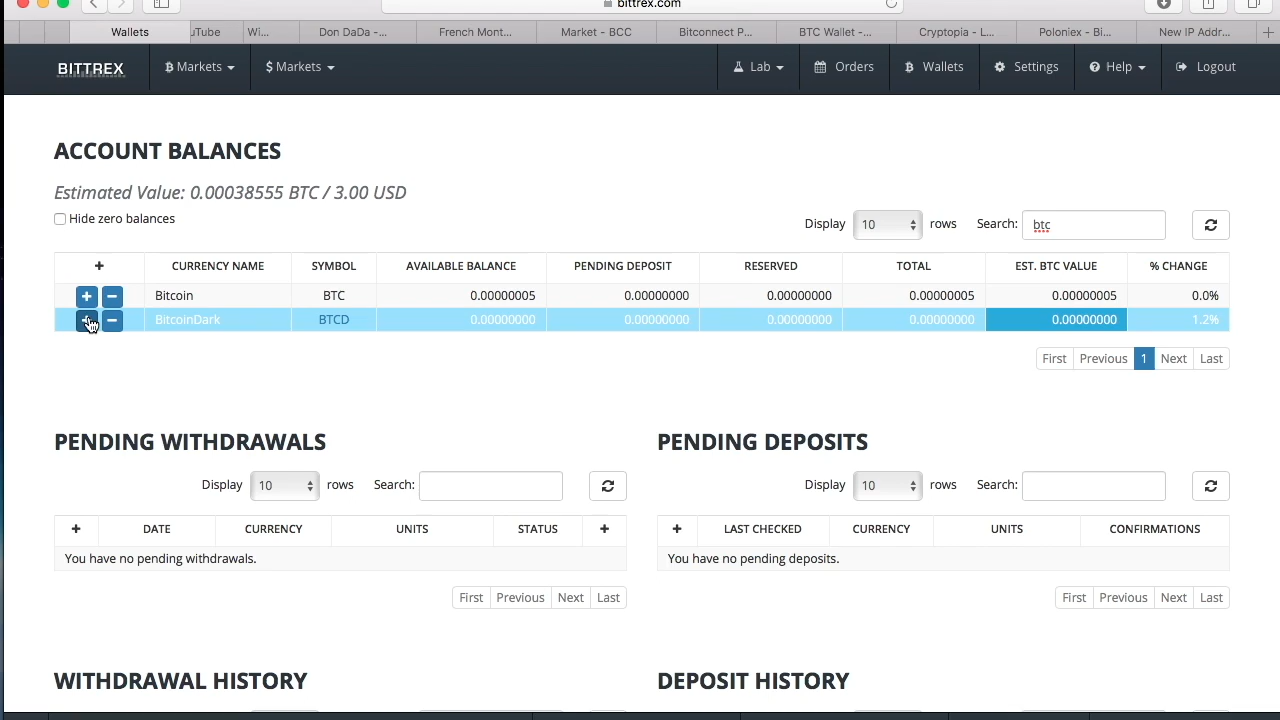 bittrex.com
Wallets
uTube
Wi...
Don DaDa -...
French Mont...
Market - BCC
Bitconnect P...
BTC Wallet -...
Cryptopia - L...
Poloniex - Bi...
New IP Addr...
BITTREX
Markets
$ Markets
Lab
Orders
Wallets
Settings
Help
Logout
ACCOUNT BALANCES
Estimated Value: 0.00038555 BTC / 3.00 USD
Hide zero balances
Display 10 rows Search: btc
+ CURRENCY NAME SYMBOL AVAILABLE BALANCE PENDING DEPOSIT RESERVED TOTAL EST. BTC VALUE % CHANGE
Bitcoin BTC 0.00000005 0.00000000 0.00000000 0.00000005 0.00000005 0.0%
BitcoinDark BTCD 0.00000000 0.00000000 0.00000000 0.00000000 0.00000000 1.2%
First Previous 1 Next Last
PENDING WITHDRAWALS
Display 10 rows Search:
+ DATE CURRENCY UNITS STATUS +
You have no pending withdrawals.
First Previous Next Last
PENDING DEPOSITS
Display 10 rows Search:
+ LAST CHECKED CURRENCY UNITS CONFIRMATIONS
You have no pending deposits.
First Previous Next Last
WITHDRAWAL HISTORY
DEPOSIT HISTORY